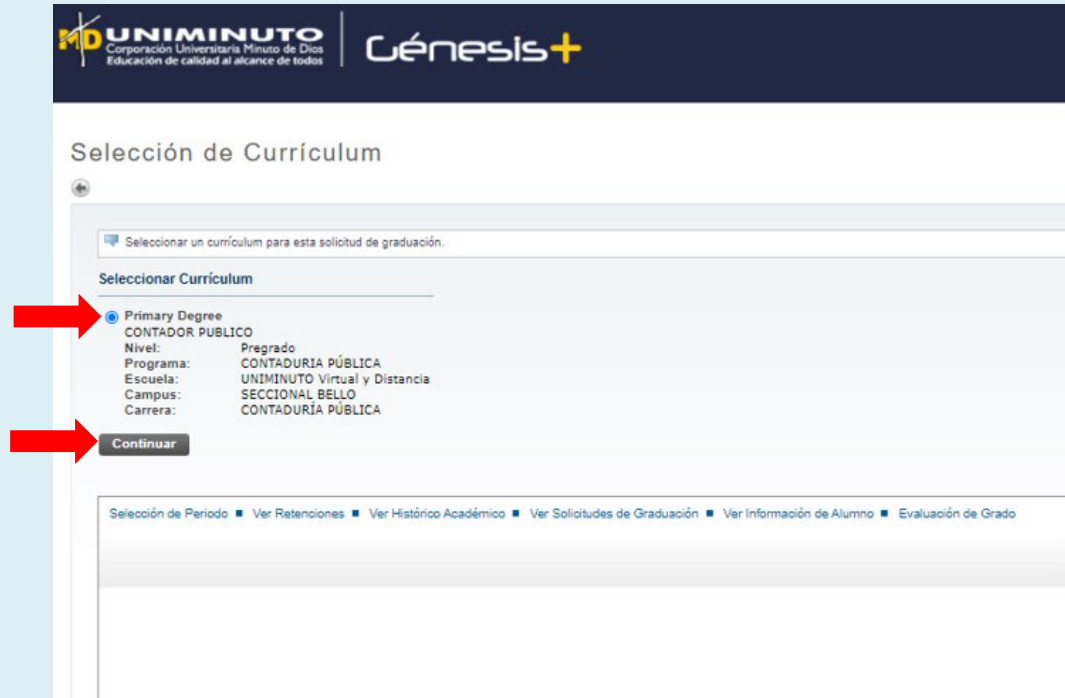 UNIMINUTO
Corporación Universitaria Minuto de Dios
Educación de calidad al alcance de todos
Génesis+
Selección de Currículum
Seleccionar un currículum para esta solicitud de graduación.
Seleccionar Currículum
Primary Degree
CONTADOR PUBLICO
Nivel: Pregrado
Programa: CONTADURIA PÚBLICA
Escuela: UNIMINUTO Virtual y Distancia
Campus: SECCIONAL BELLO
Carrera: CONTADURÍA PÚBLICA
Continuar
Selección de Periodo ■ Ver Retenciones ■ Ver Histórico Académico ■ Ver Solicitudes de Graduación ■ Ver Información de Alumno ■ Evaluación de Grado